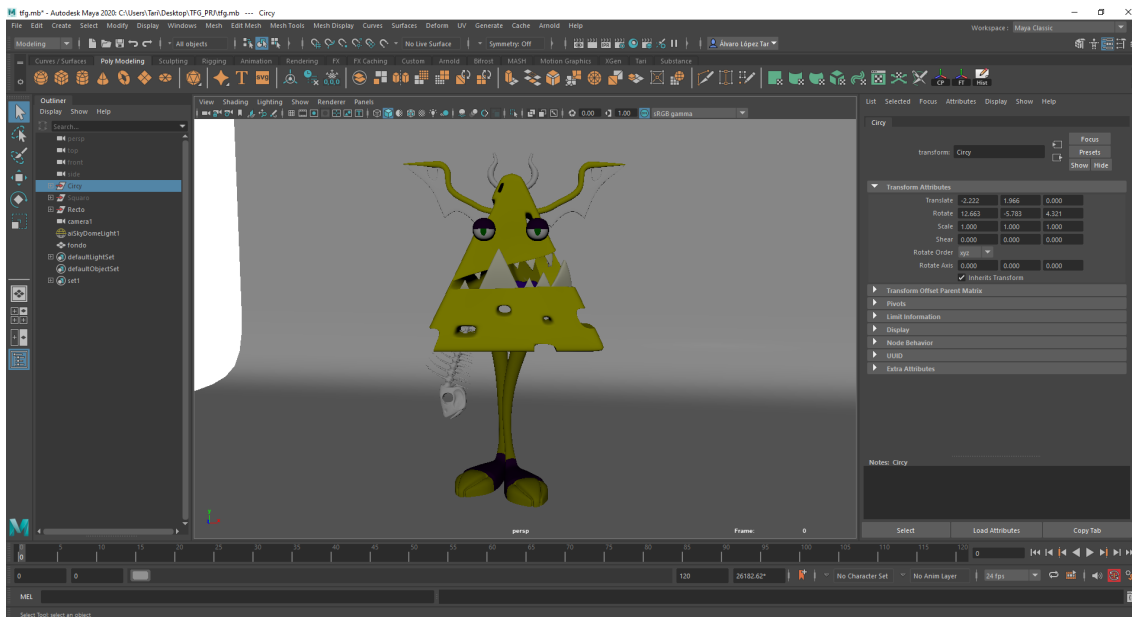 tfg.mb* - Autodesk Maya 2020: C:\Users\Tari\Desktop\TFG_PRJ\tfg.mb --- Circy
File Edit Create Select Modify Display Windows Mesh Edit Mesh Mesh Tools Mesh Display Curves Surfaces Deform UV Generate Cache Arnold Help
Workspace: Maya Classic
Modeling
All objects
No Live Surface
Symmetry: Off
Álvaro López Tar
Curves / Surfaces Poly Modeling Sculpting Rigging Animation Rendering FX FX Caching Custom Arnold Bifrost MASH Motion Graphics XGen Tari Substance
SVG
CP FT Hist
Outliner
Display Show Help
Search...
persp
top
front
side
Circy
Square
Recto
camera1
aiSkyDomeLight1
fondo
defaultLightSet
defaultObjectSet
set1
View Shading Lighting Show Renderer Panels
0.00 1.00 sRGB gamma
persp
Frame: 0
List Selected Focus Attributes Display Show Help
Circy
Focus
transform: Circy
Presets
Show Hide
Transform Attributes
Translate -2.222 1.966 0.000
Rotate 12.663 -5.783 4.321
Scale 1.000 1.000 1.000
Shear 0.000 0.000 0.000
Rotate Order xyz
Rotate Axis 0.000 0.000 0.000
Inherits Transform
Transform Offset Parent Matrix
Pivots
Limit Information
Display
Node Behavior
UUID
Extra Attributes
Notes: Circy
Select Load Attributes Copy Tab
0 5 10 15 20 25 30 35 40 45 50 55 60 65 70 75 80 85 90 95 100 105 110 115 120
0 0
0 0 120 26182.62* No Character Set No Anim Layer 24 fps
MEL
Select Tool: select an object